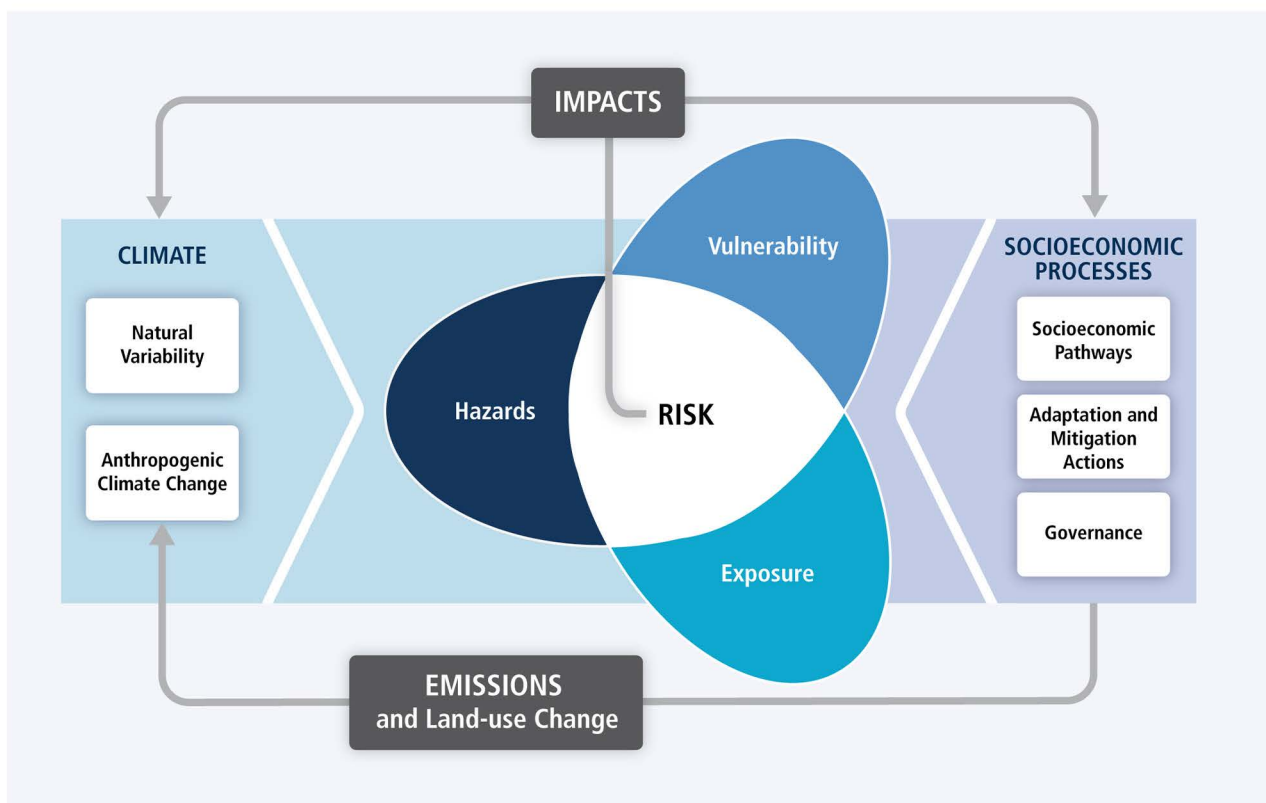 IMPACTS
CLIMATE
Natural
Variability
Anthropogenic
Climate Change
Vulnerability
Hazards
RISK
Exposure
SOCIOECONOMIC
PROCESSES
Socioeconomic
Pathways
Adaptation and
Mitigation
Actions
Governance
EMISSIONS
and Land-use Change